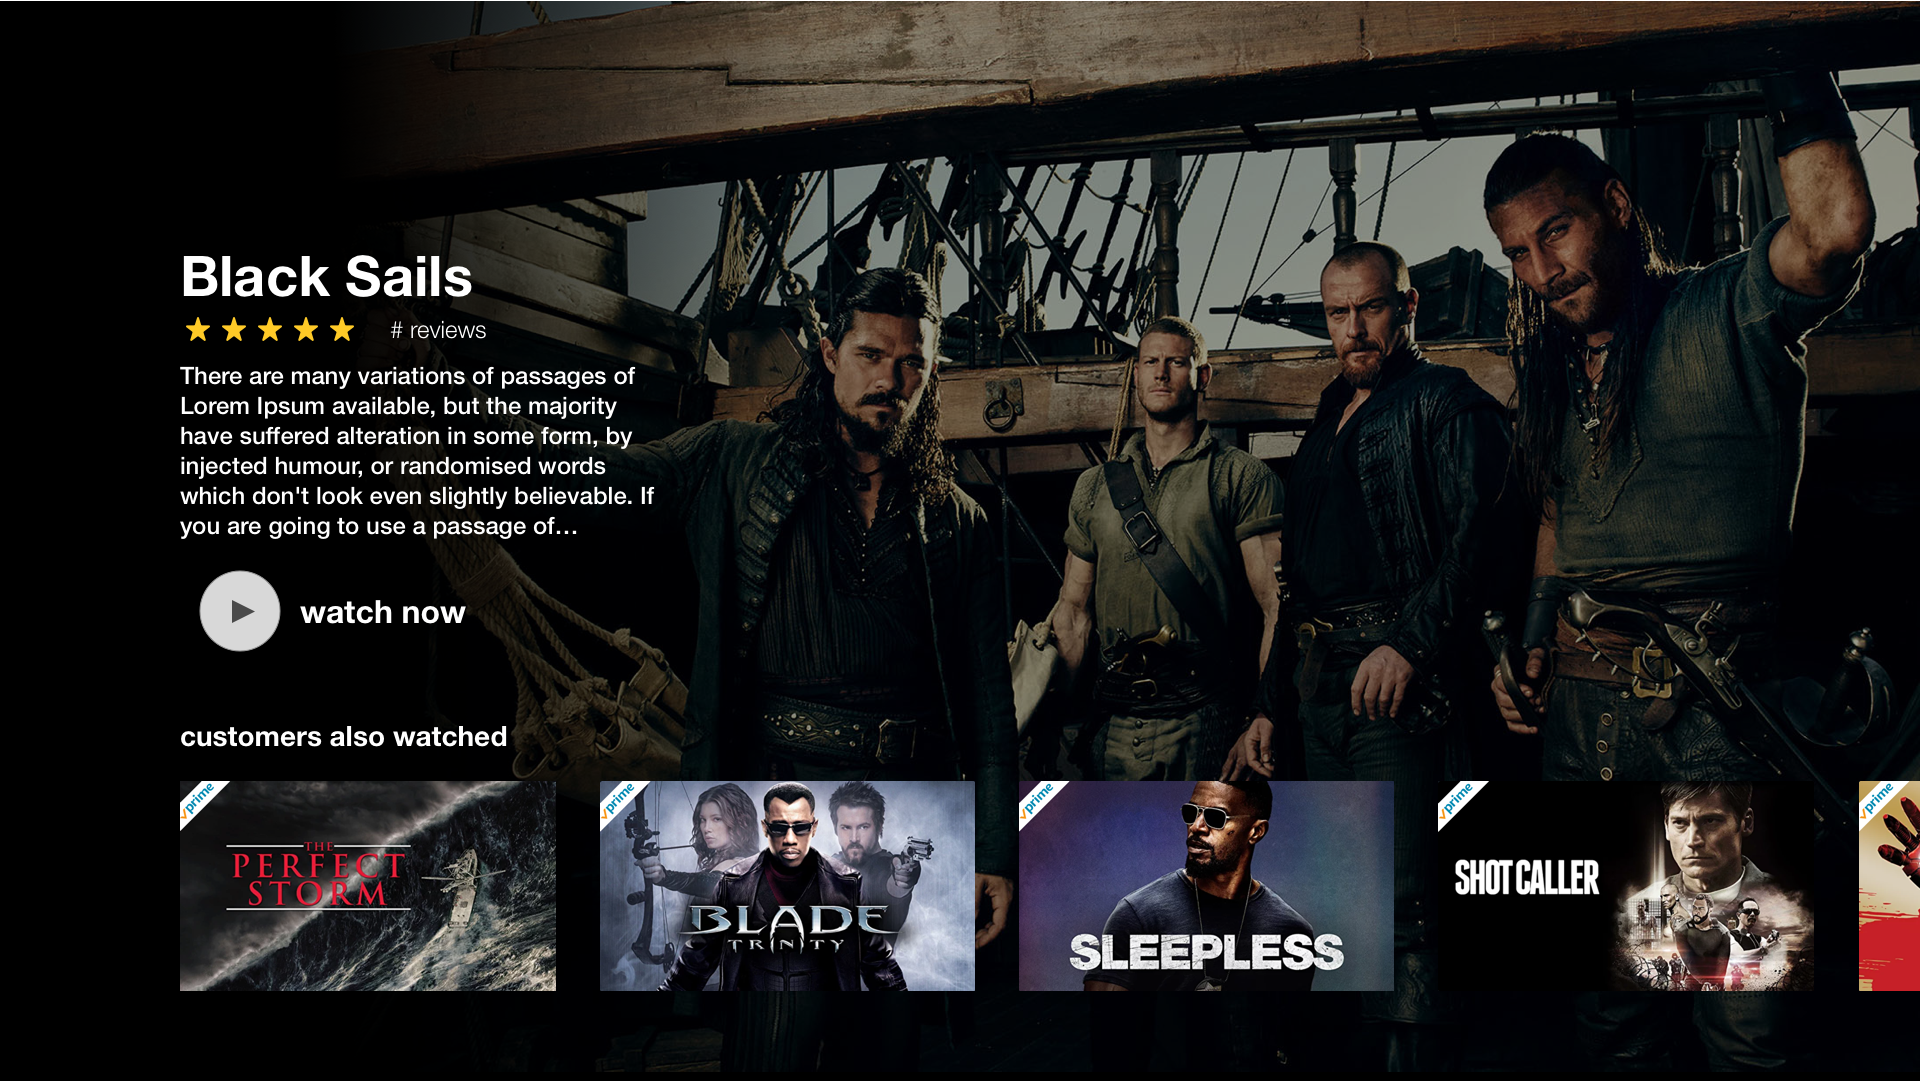 Black Sails
# reviews
There are many variations of passages of
Lorem Ipsum available, but the majority
have suffered alteration in some form, by
injected humour, or randomised words
which don't look even slightly believable. If
you are going to use a passage of...
watch now
customers also watched
prime
THE
PERFECT
STORM
prime
BLADE
TRINITY
prime
SLEEPLESS
prime
SHOT CALLER
prime